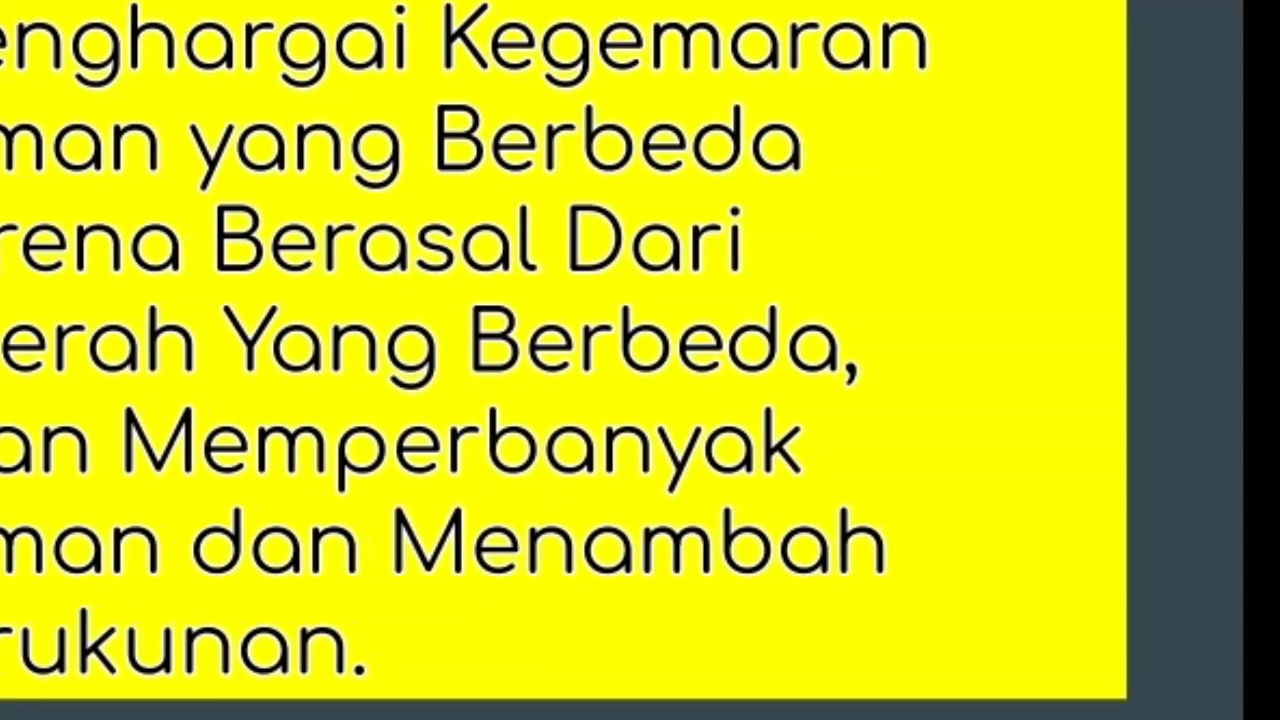 enghargai Kegemaran
man yang Berbeda
rena Berasal Dari
erah Yang Berbeda,
an Memperbanyak
man dan Menambah
rukunan.